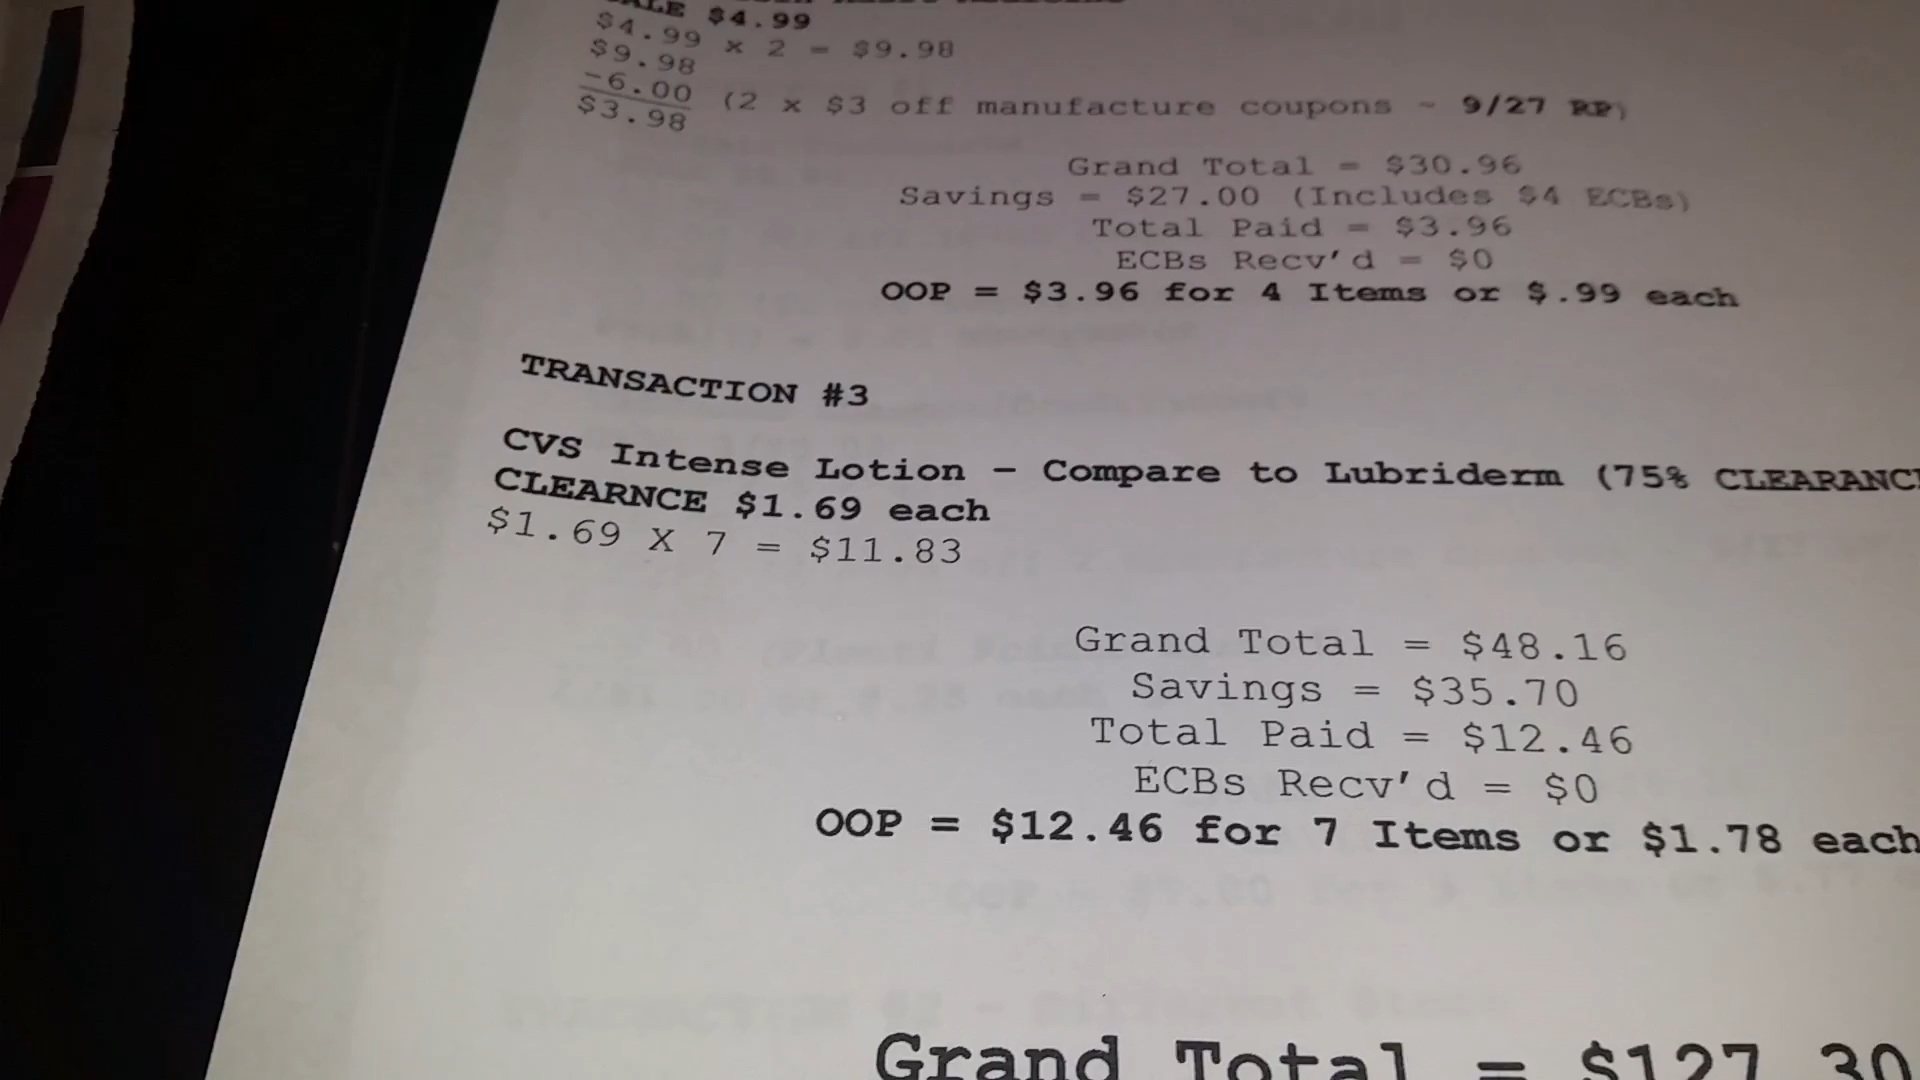 SALE $4.99
$4.99 x 2 = $9.98
$9.98
-6.00 (2 x $3 off manufacture coupons ~ 9/27 RP)
$3.98
Grand Total = $30.96
Savings = $27.00 (Includes $4 ECBs)
Total Paid = $3.96
ECBs Recv'd = $0
OOP = $3.96 for 4 Items or $.99 each
TRANSACTION #3
CVS Intense Lotion - Compare to Lubriderm (75% CLEARANC
CLEARNCE $1.69 each
$1.69 X 7 = $11.83
Grand Total = $48.16
Savings = $35.70
Total Paid = $12.46
ECBs Recv'd = $0
OOP = $12.46 for 7 Items or $1.78 each
Grand Total = $127.30